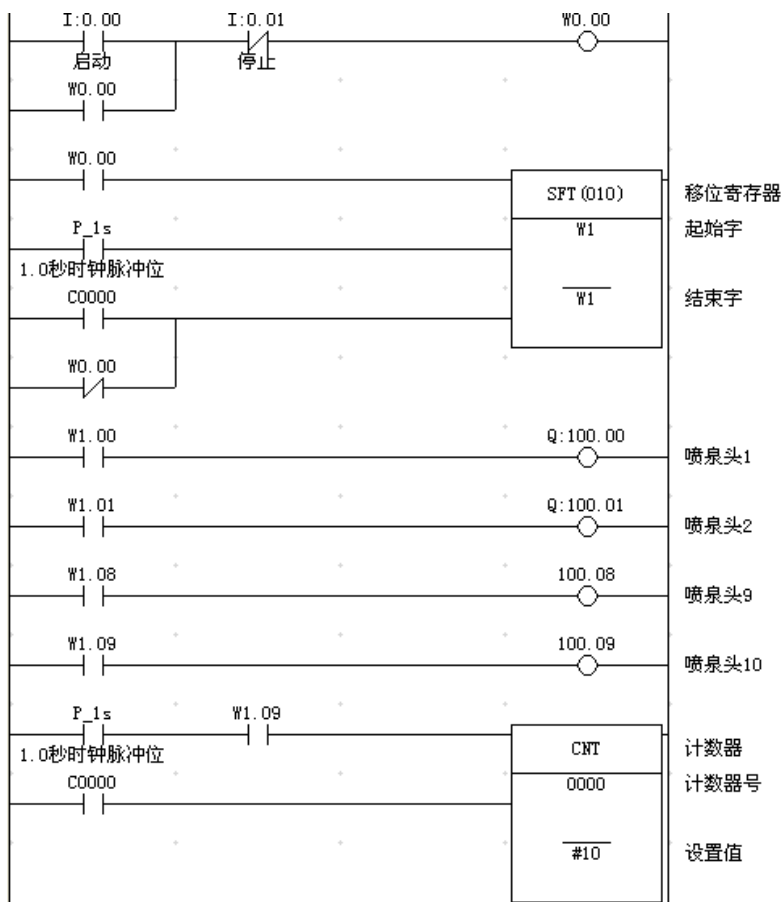 I:0.00 I:0.01 W0.00
启动 停止
W0.00
W0.00
SFT(010) 移位寄存器
P_1s W1 起始字
1.0秒时钟脉冲位
C0000 W1 结束字
W0.00
W1.00 Q:100.00
喷泉头1
W1.01 Q:100.01
喷泉头2
W1.08 100.08
喷泉头9
W1.09 100.09
喷泉头10
P_1s W1.09
1.0秒时钟脉冲位 CNT 计数器
C0000 0000 计数器号
#10 设置值